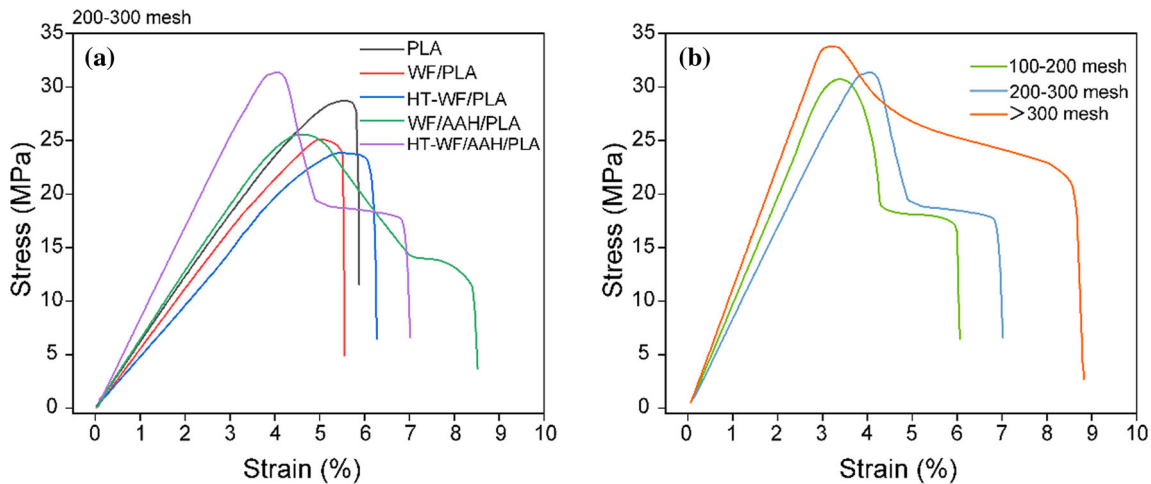 200-300 mesh
(a)
PLA
WF/PLA
HT-WF/PLA
WF/AAH/PLA
HT-WF/AAH/PLA
Stress (MPa)
35
30
25
20
15
10
5
0
0 1 2 3 4 5 6 7 8 9 10
Strain (%)
(b)
100-200 mesh
200-300 mesh
>300 mesh
Stress (MPa)
35
30
25
20
15
10
5
0
0 1 2 3 4 5 6 7 8 9 10
Strain (%)